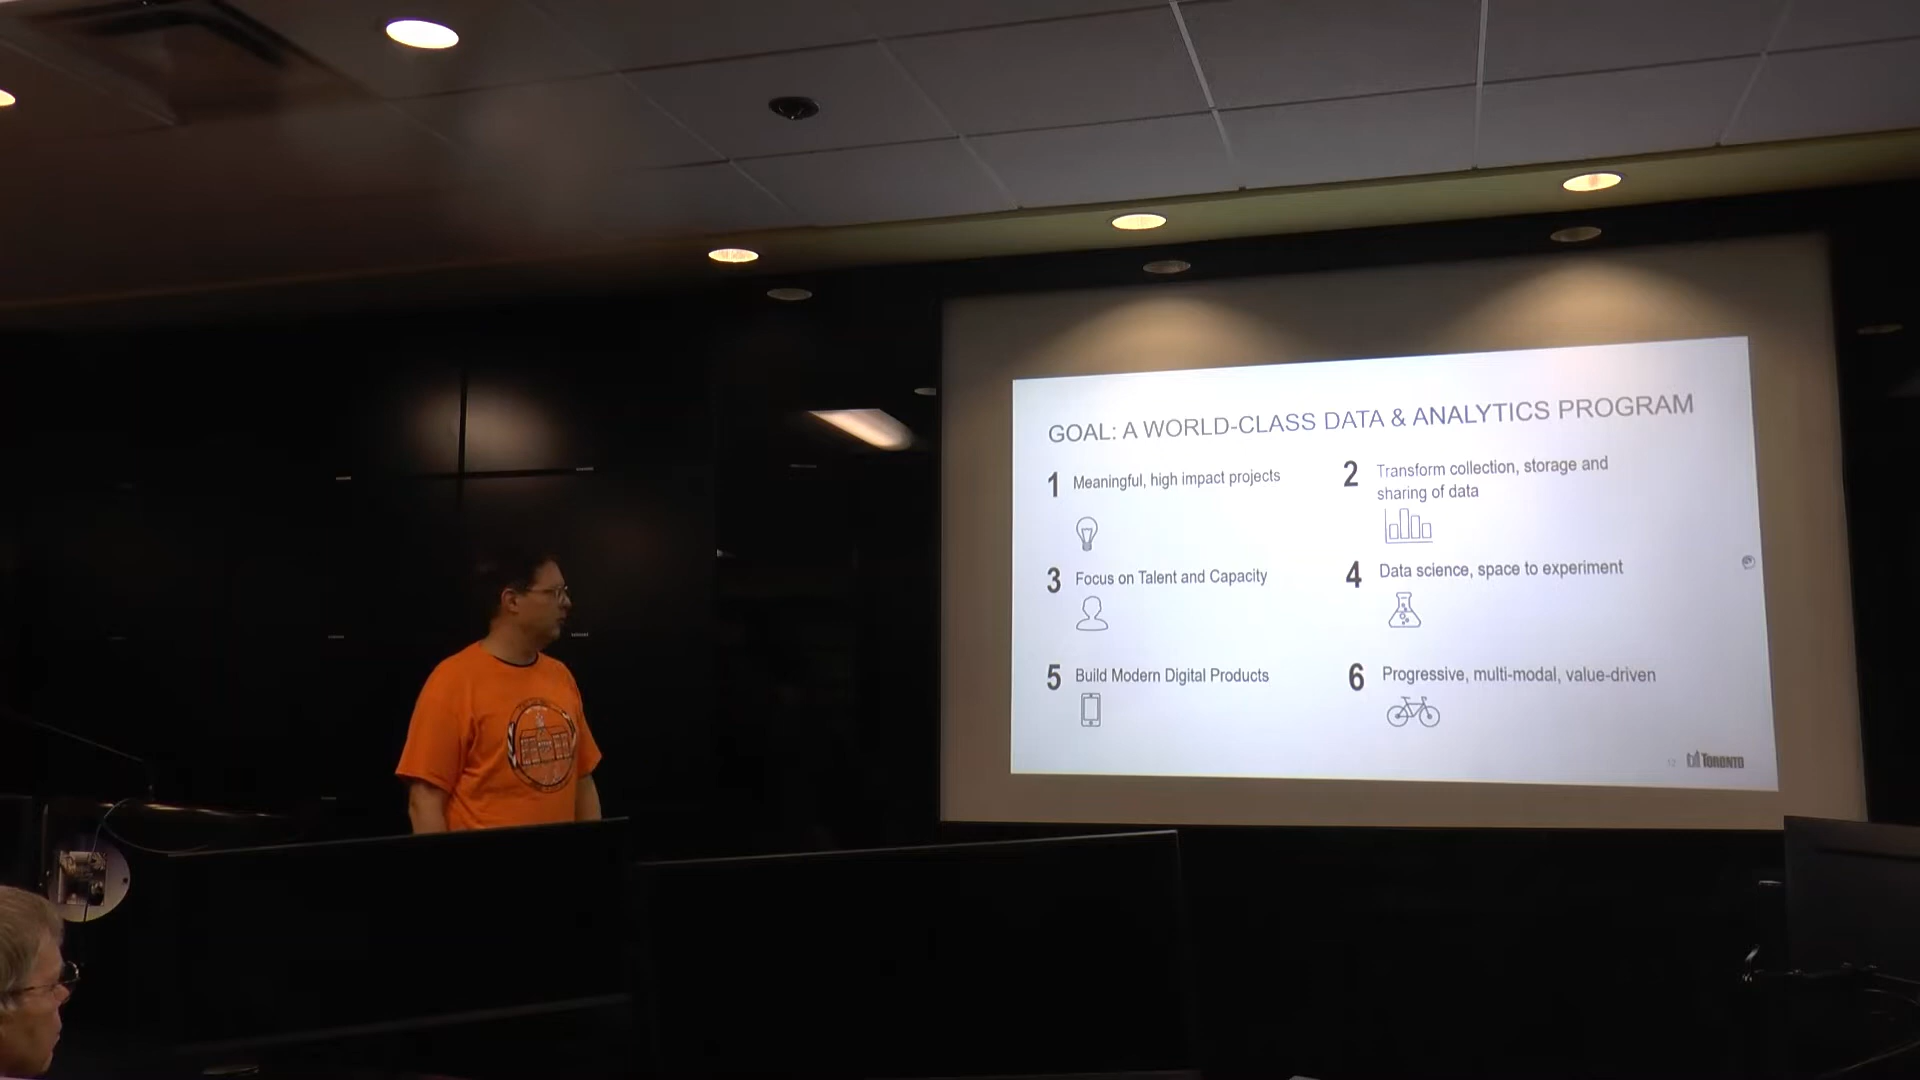 GOAL: A WORLD-CLASS DATA & ANALYTICS PROGRAM
1 Meaningful, high impact projects
2 Transform collection, storage and
sharing of data
3 Focus on Talent and Capacity
4 Data science, space to experiment
5 Build Modern Digital Products
6 Progressive, multi-modal, value-driven
12 TORONTO